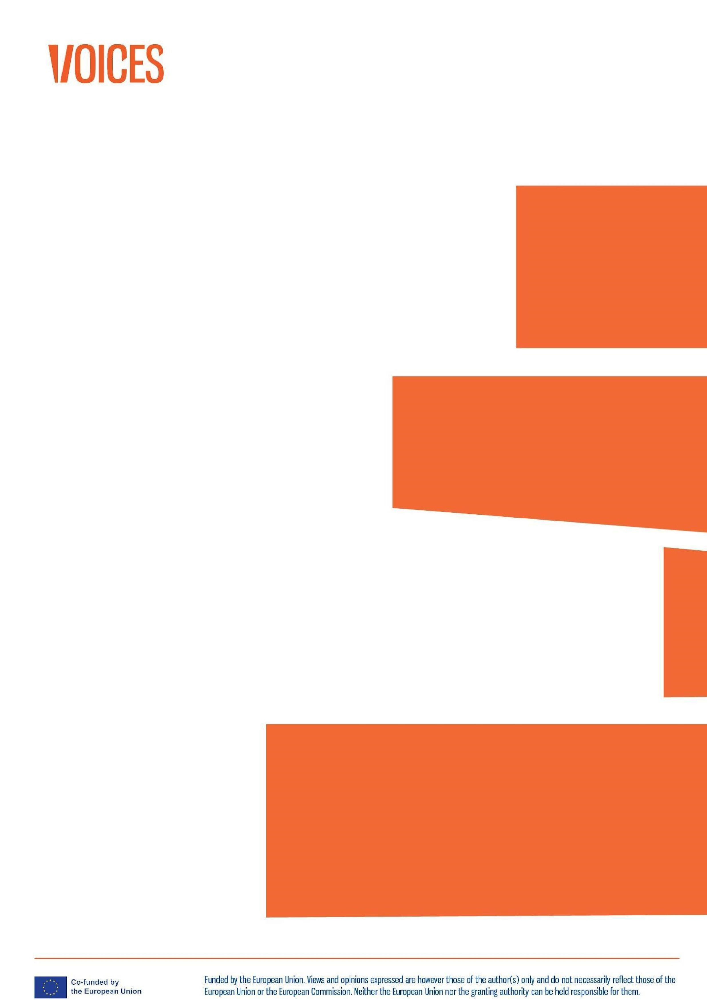 VOICES
Co-funded by
the European Union
Funded by the European Union. Views and opinions expressed are however those of the author(s) only and do not necessarily reflect those of the
European Union or the European Commission. Neither the European Union nor the granting authority can be held responsible for them.